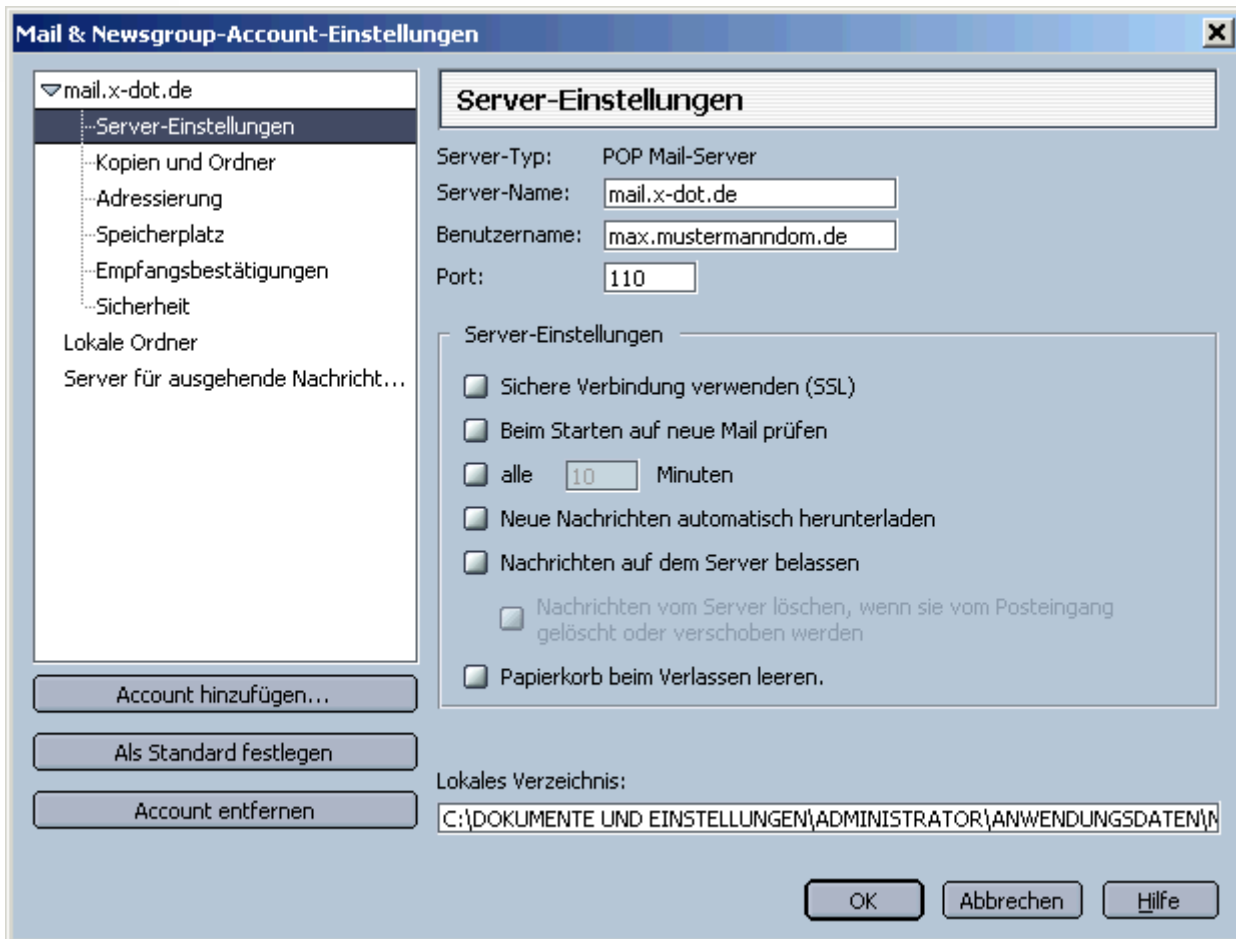 Mail & Newsgroup-Account-Einstellungen
mail.x-dot.de
Server-Einstellungen
Kopien und Ordner
Adressierung
Speicherplatz
Empfangsbestätigungen
Sicherheit
Lokale Ordner
Server für ausgehende Nachricht...
Account hinzufügen...
Als Standard festlegen
Account entfernen
Server-Einstellungen
Server-Typ: POP Mail-Server
Server-Name: mail.x-dot.de
Benutzername: max.mustermanndom.de
Port: 110
Server-Einstellungen
Sichere Verbindung verwenden (SSL)
Beim Starten auf neue Mail prüfen
alle 10 Minuten
Neue Nachrichten automatisch herunterladen
Nachrichten auf dem Server belassen
Nachrichten vom Server löschen, wenn sie vom Posteingang
gelöscht oder verschoben werden
Papierkorb beim Verlassen leeren.
Lokales Verzeichnis:
C:\DOKUMENTE UND EINSTELLUNGEN\ADMINISTRATOR\ANWENDUNGSDATEN\
OK Abbrechen Hilfe